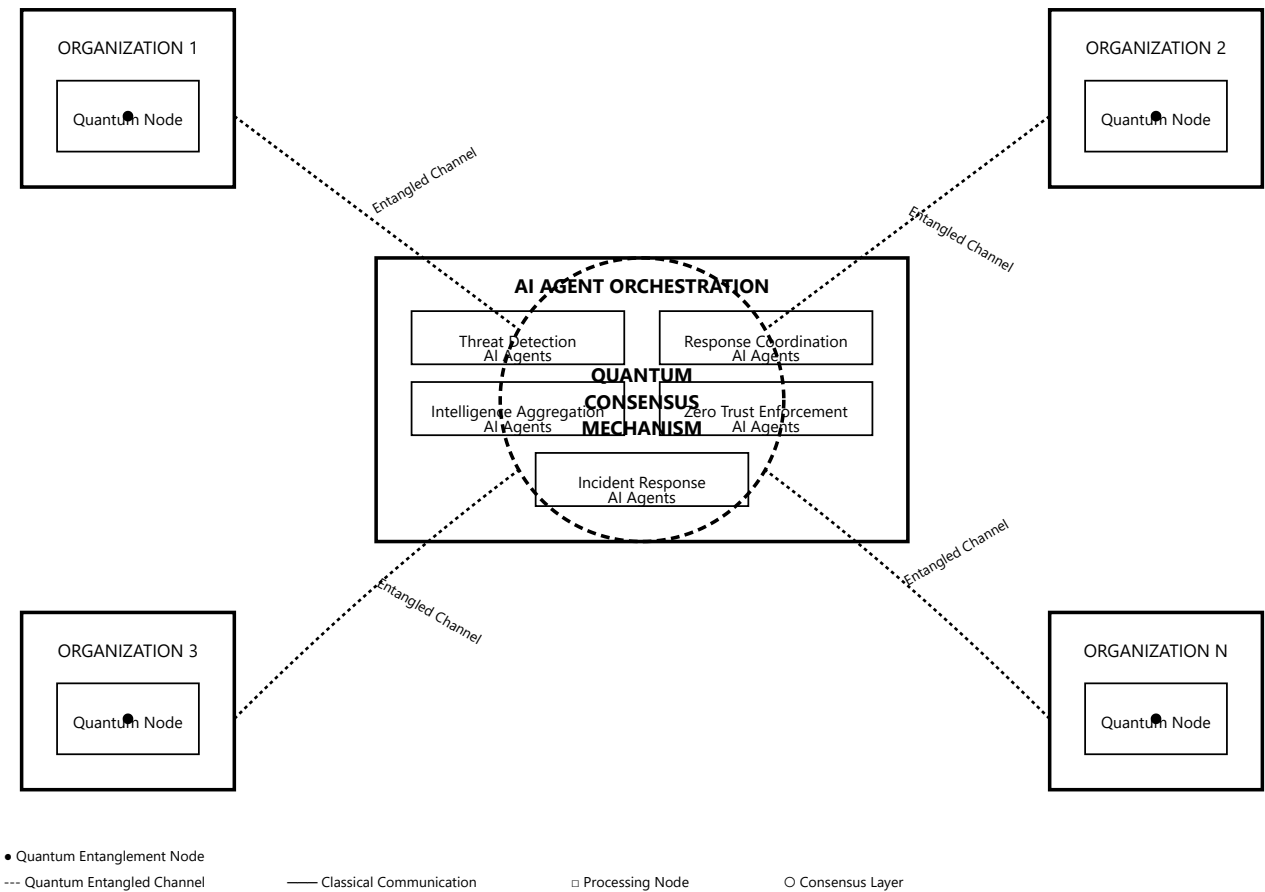 ORGANIZATION 1
Quantum Node
ORGANIZATION 2
Quantum Node
Entangled Channel
Entangled Channel
AI AGENT ORCHESTRATION
Threat Detection
AI Agents
Response Coordination
AI Agents
QUANTUM
CONSENSUS
MECHANISM
Intelligence Aggregation
AI Agents
Zero Trust Enforcement
AI Agents
Incident Response
AI Agents
Entangled Channel
Entangled Channel
ORGANIZATION 3
Quantum Node
ORGANIZATION N
Quantum Node
● Quantum Entanglement Node
--- Quantum Entangled Channel
—— Classical Communication
□ Processing Node
○ Consensus Layer